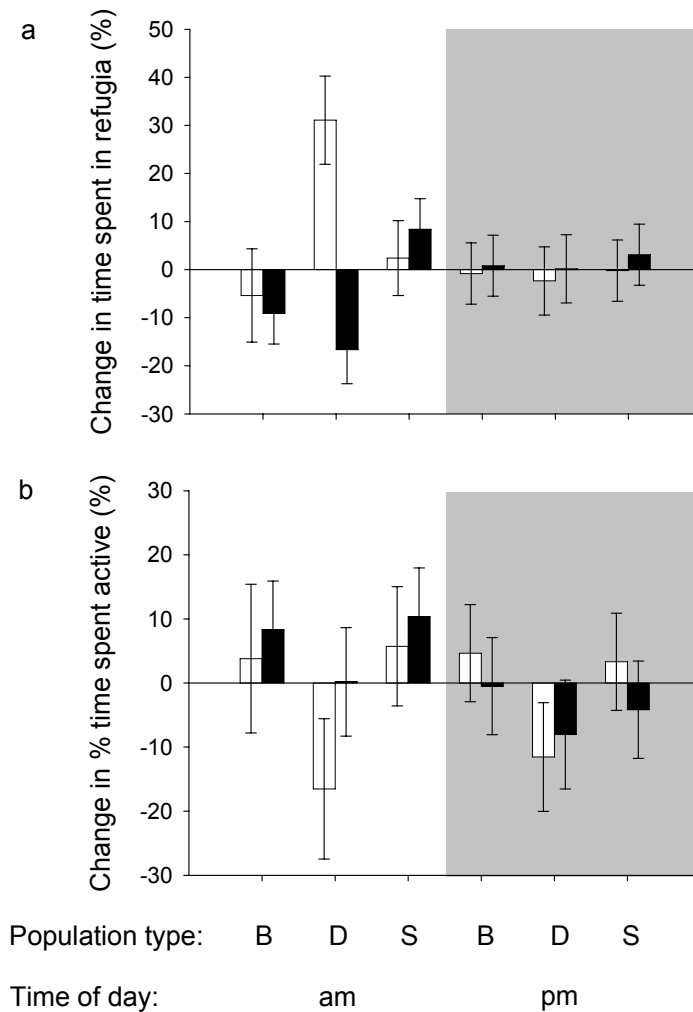 a
Change in time spent in refugia (%)
50
40
30
20
10
0
-10
-20
-30
b
Change in % time spent active (%)
30
20
10
0
-10
-20
-30
Population type: B D S B D S
Time of day: am pm